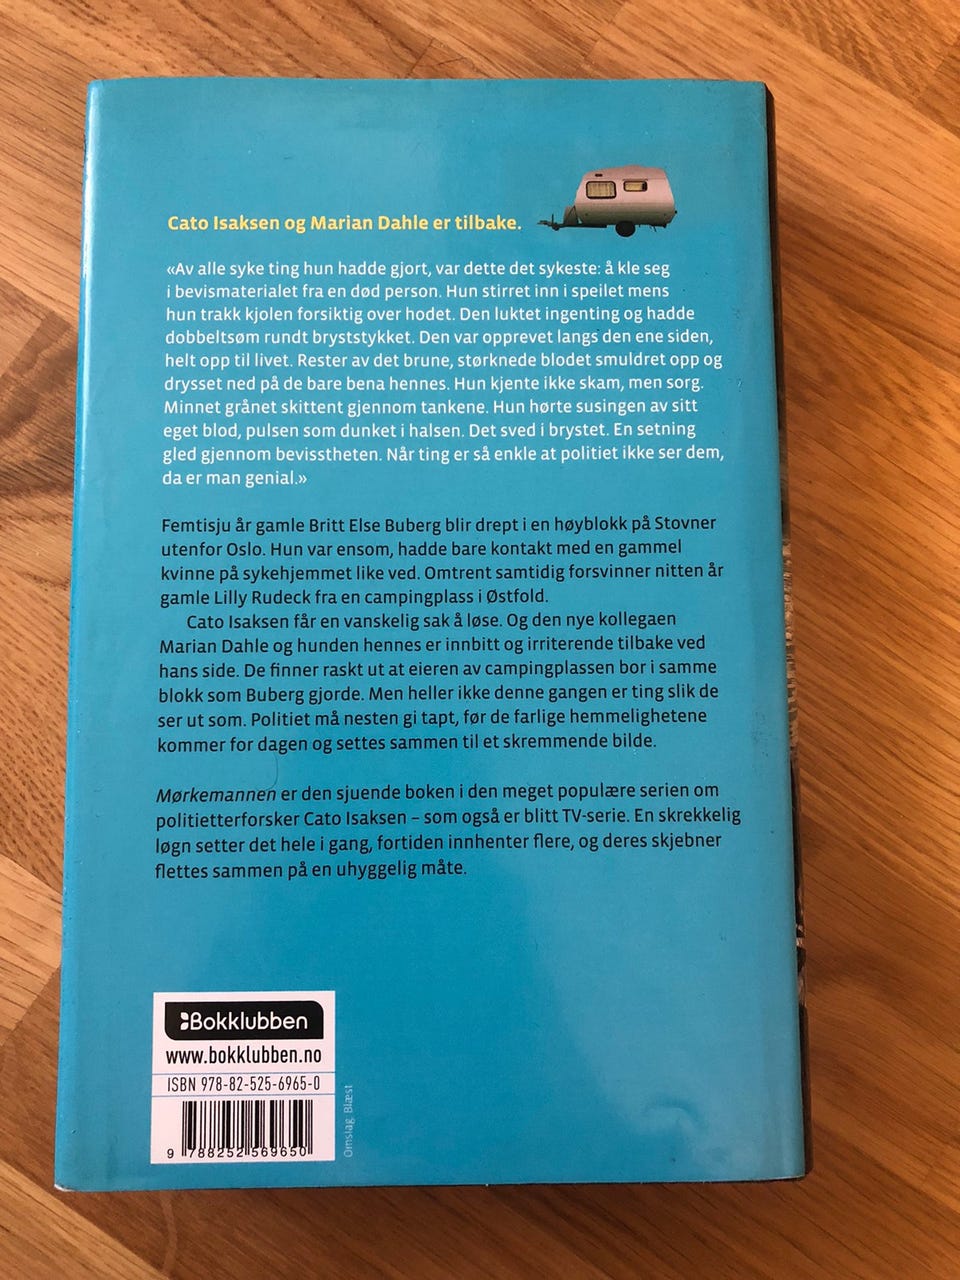 Cato Isaksen og Marian Dahle er tilbake.
«Av alle syke ting hun hadde gjort, var dette det sykeste: å kle seg
i bevismaterialet fra en død person. Hun stirret inn i speilet mens
hun trakk kjolen forsiktig over hodet. Den luktet ingenting og hadde
dobbeltsøm rundt bryststykket. Den var opprevet langs den ene siden,
helt opp til livet. Rester av det brune, størknede blodet smuldret opp og
drysset ned på de bare bena hennes. Hun kjente ikke skam, men sorg.
Minnet grånet skittent gjennom tankene. Hun hørte susingen av sitt
eget blod, pulsen som dunket i halsen. Det sved i brystet. En setning
gled gjennom bevisstheten. Når ting er så enkle at politiet ikke ser dem,
da er man genial.»
Femtisju år gamle Britt Else Buberg blir drept i en høyblokk på Stovner
utenfor Oslo. Hun var ensom, hadde bare kontakt med en gammel
kvinne på sykehjemmet like ved. Omtrent samtidig forsvinner nitten år
gamle Lilly Rudeck fra en campingplass i Østfold.
Cato Isaksen får en vanskelig sak å løse. Og den nye kollegaen
Marian Dahle og hunden hennes er innbitt og irriterende tilbake ved
hans side. De finner raskt ut at eieren av campingplassen bor i samme
blokk som Buberg gjorde. Men heller ikke denne gangen er ting slik de
ser ut som. Politiet må nesten gi tapt, før de farlige hemmelighetene
kommer for dagen og settes sammen til et skremmende bilde.
Mørkemannen er den sjuende boken i den meget populære serien om
politietterforsker Cato Isaksen – som også er blitt TV-serie. En skrekkelig
løgn setter det hele i gang, fortiden innhenter flere, og deres skjebner
flettes sammen på en uhyggelig måte.
Bokklubben
www.bokklubben.no
ISBN 978-82-525-6965-0
9 788252 569650
Omslag: Blæst